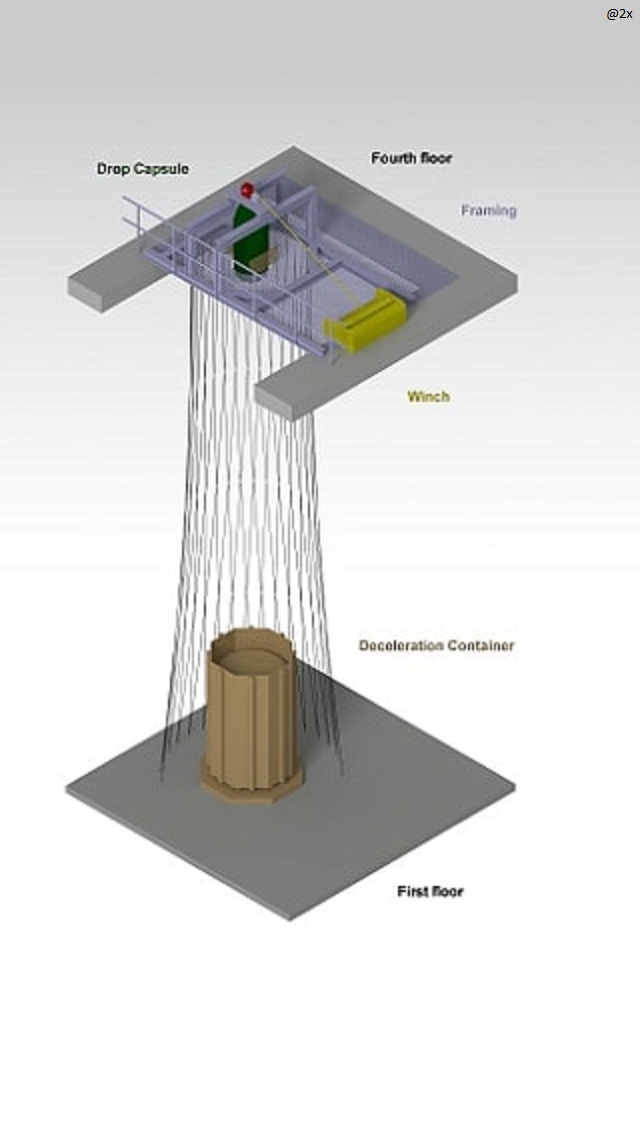 @2x
Fourth floor
Drop Capsule
Framing
Winch
Deceleration Container
First floor